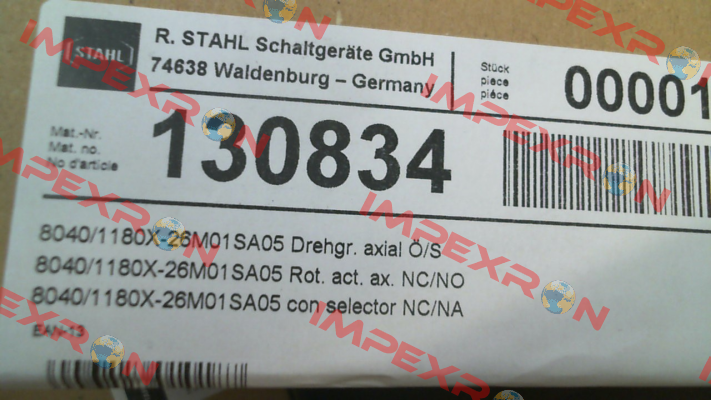 STAHL
R. STAHL Schaltgeräte GmbH
74638 Waldenburg – Germany
Stück
piece
pièce
00001
Mat.-Nr.
Mat. no.
No d'article
130834
8040/1180X-26M01SA05 Drehgr. axial Ö/S
8040/1180X-26M01SA05 Rot. act. ax. NC/NO
8040/1180X-26M01SA05 con selector NC/NA
EAN-13
IMPEXRON